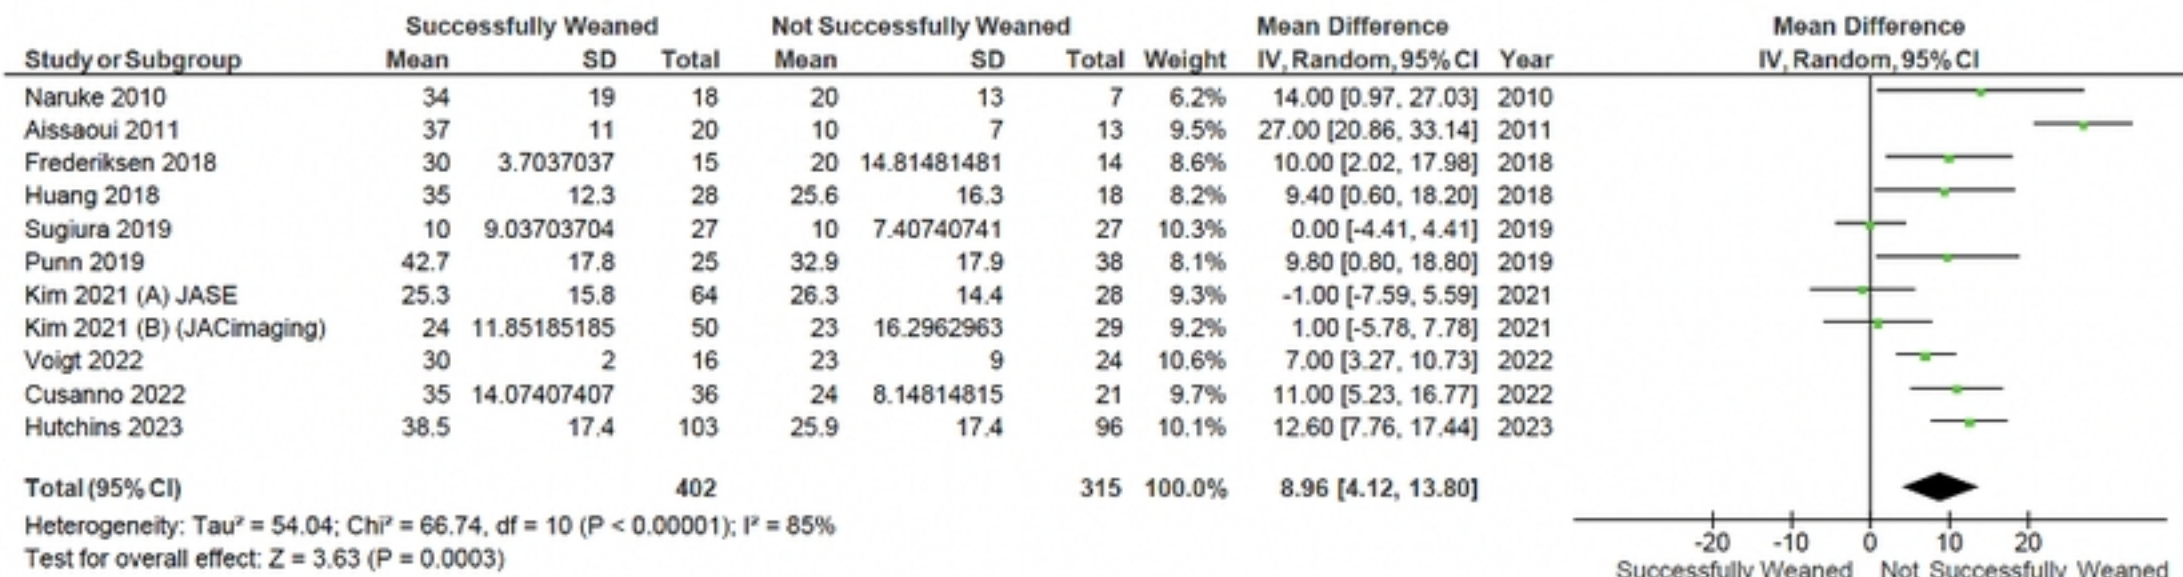 Successfully Weaned Not Successfully Weaned Mean Difference Mean Difference
Study or Subgroup Mean SD Total Mean SD Total Weight IV, Random, 95% CI Year IV, Random, 95% CI
Naruke 2010 34 19 18 20 13 7 6.2% 14.00 [0.97, 27.03] 2010
Aissaoui 2011 37 11 20 10 7 13 9.5% 27.00 [20.86, 33.14] 2011
Frederiksen 2018 30 3.7037037 15 20 14.81481481 14 8.6% 10.00 [2.02, 17.98] 2018
Huang 2018 35 12.3 28 25.6 16.3 18 8.2% 9.40 [0.60, 18.20] 2018
Sugiura 2019 10 9.03703704 27 10 7.40740741 27 10.3% 0.00 [-4.41, 4.41] 2019
Punn 2019 42.7 17.8 25 32.9 17.9 38 8.1% 9.80 [0.80, 18.80] 2019
Kim 2021 (A) JASE 25.3 15.8 64 26.3 14.4 28 9.3% -1.00 [-7.59, 5.59] 2021
Kim 2021 (B) (JACimaging) 24 11.85185185 50 23 16.2962963 29 9.2% 1.00 [-5.78, 7.78] 2021
Voigt 2022 30 2 16 23 9 24 10.6% 7.00 [3.27, 10.73] 2022
Cusanno 2022 35 14.07407407 36 24 8.14814815 21 9.7% 11.00 [5.23, 16.77] 2022
Hutchins 2023 38.5 17.4 103 25.9 17.4 96 10.1% 12.60 [7.76, 17.44] 2023
Total (95% CI) 402 315 100.0% 8.96 [4.12, 13.80]
Heterogeneity: Tau² = 54.04; Chi² = 66.74, df = 10 (P < 0.00001); I² = 85%
Test for overall effect: Z = 3.63 (P = 0.0003)
-20 -10 0 10 20
Successfully Weaned Not Successfully Weaned